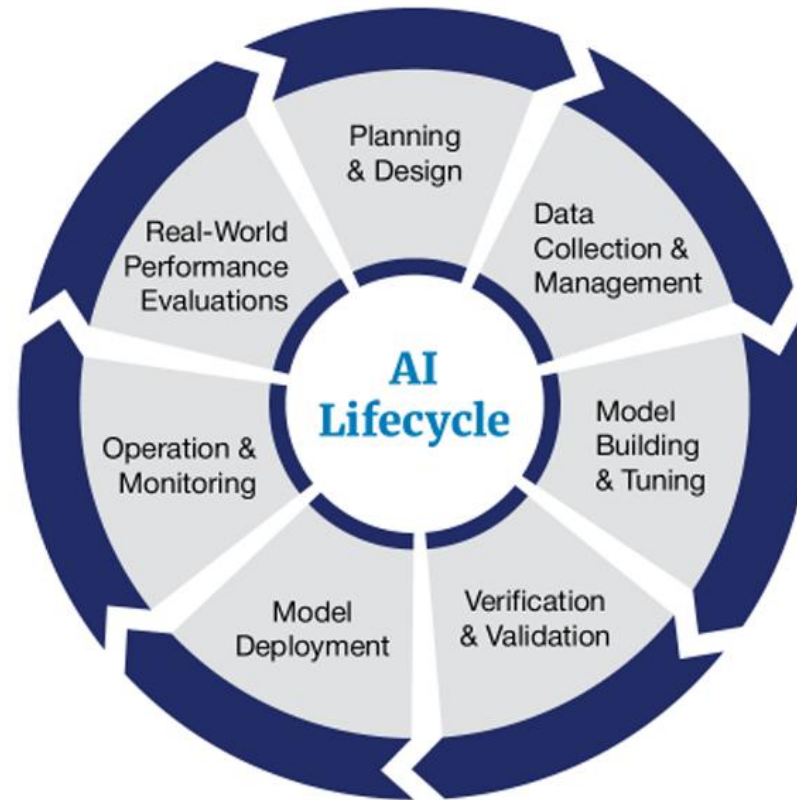 Planning
& Design
Data
Collection &
Management
Model
Building
& Tuning
Verification
& Validation
Model
Deployment
Operation &
Monitoring
Real-World
Performance
Evaluations
AI
Lifecycle